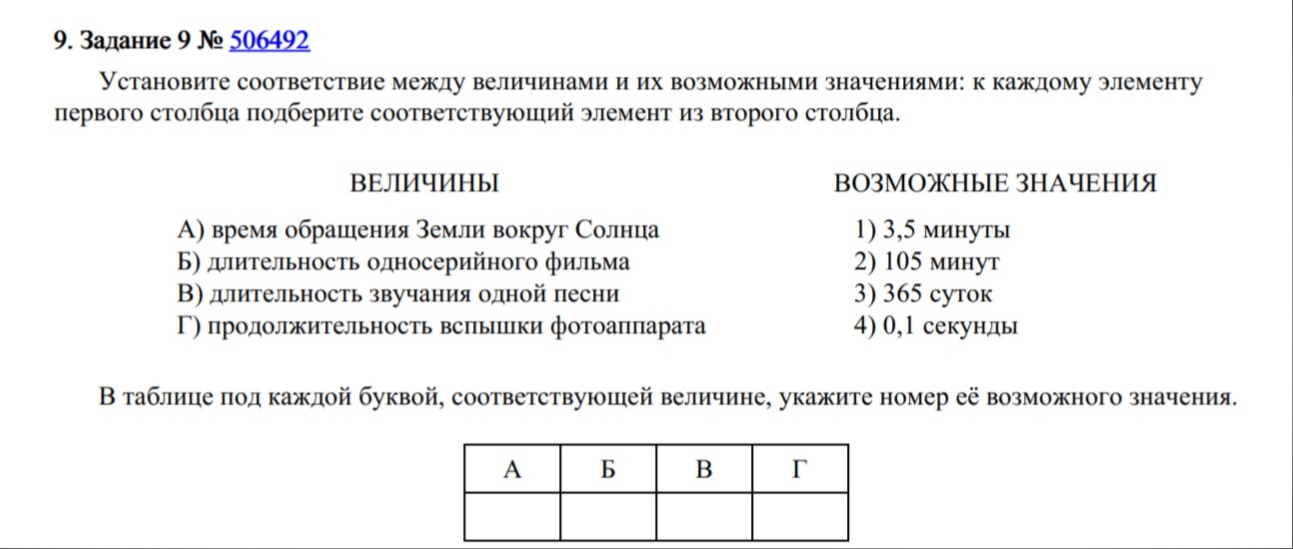 9. Задание 9 № 506492
Установите соответствие между величинами и их возможными значениями: к каждому элементу
первого столбца подберите соответствующий элемент из второго столбца.
ВЕЛИЧИНЫ
А) время обращения Земли вокруг Солнца
Б) длительность односерийного фильма
В) длительность звучания одной песни
Г) продолжительность вспышки фотоаппарата
ВОЗМОЖНЫЕ ЗНАЧЕНИЯ
1) 3,5 минуты
2) 105 минут
3) 365 суток
4) 0,1 секунды
В таблице под каждой буквой, соответствующей величине, укажите номер её возможного значения.
А Б В Г